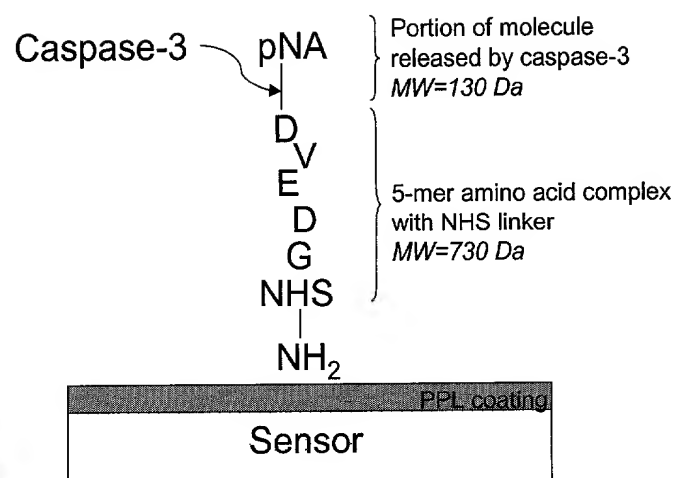 Caspase-3
pNA
Portion of molecule
released by caspase-3
MW=130 Da
D
V
E
D
G
NHS
NH2
5-mer amino acid complex
with NHS linker
MW=730 Da
PPL coating
Sensor